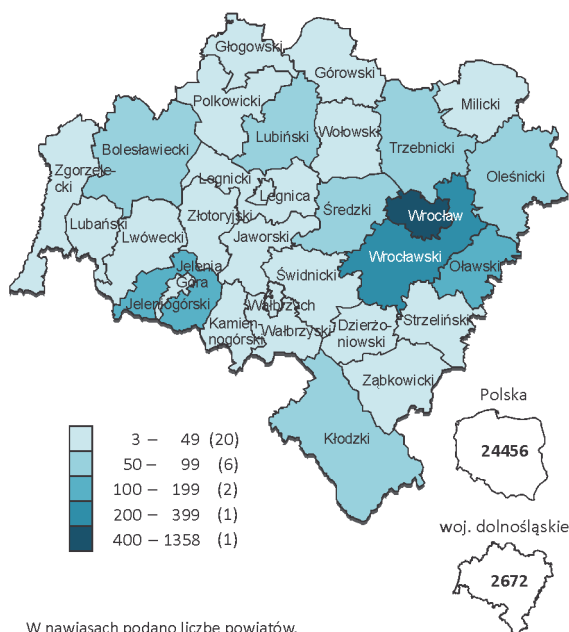 Głogowski
Górowski
Polkowicki
Milicki
Lubiński
Wołowski
Bolesławiecki
Trzebnicki
Zgorzele-
cki
Legnicki
Oleśnicki
Legnica
Lubański
Złotoryjski
Średzki
Wrocław
Lwówecki
Jaworski
Wrocławski
Jelenia
Góra
Świdnicki
Oławski
Jeleniogórski
Wałbrzych
Kamien-
nogórski
Wałbrzyski
Dzierżo-
niowski
Strzeliński
Ząbkowicki
Kłodzki
Polska
24456
3 – 49 (20)
50 – 99 (6)
100 – 199 (2)
200 – 399 (1)
400 – 1358 (1)
woj. dolnośląskie
2672
W nawiasach podano liczbę powiatów.